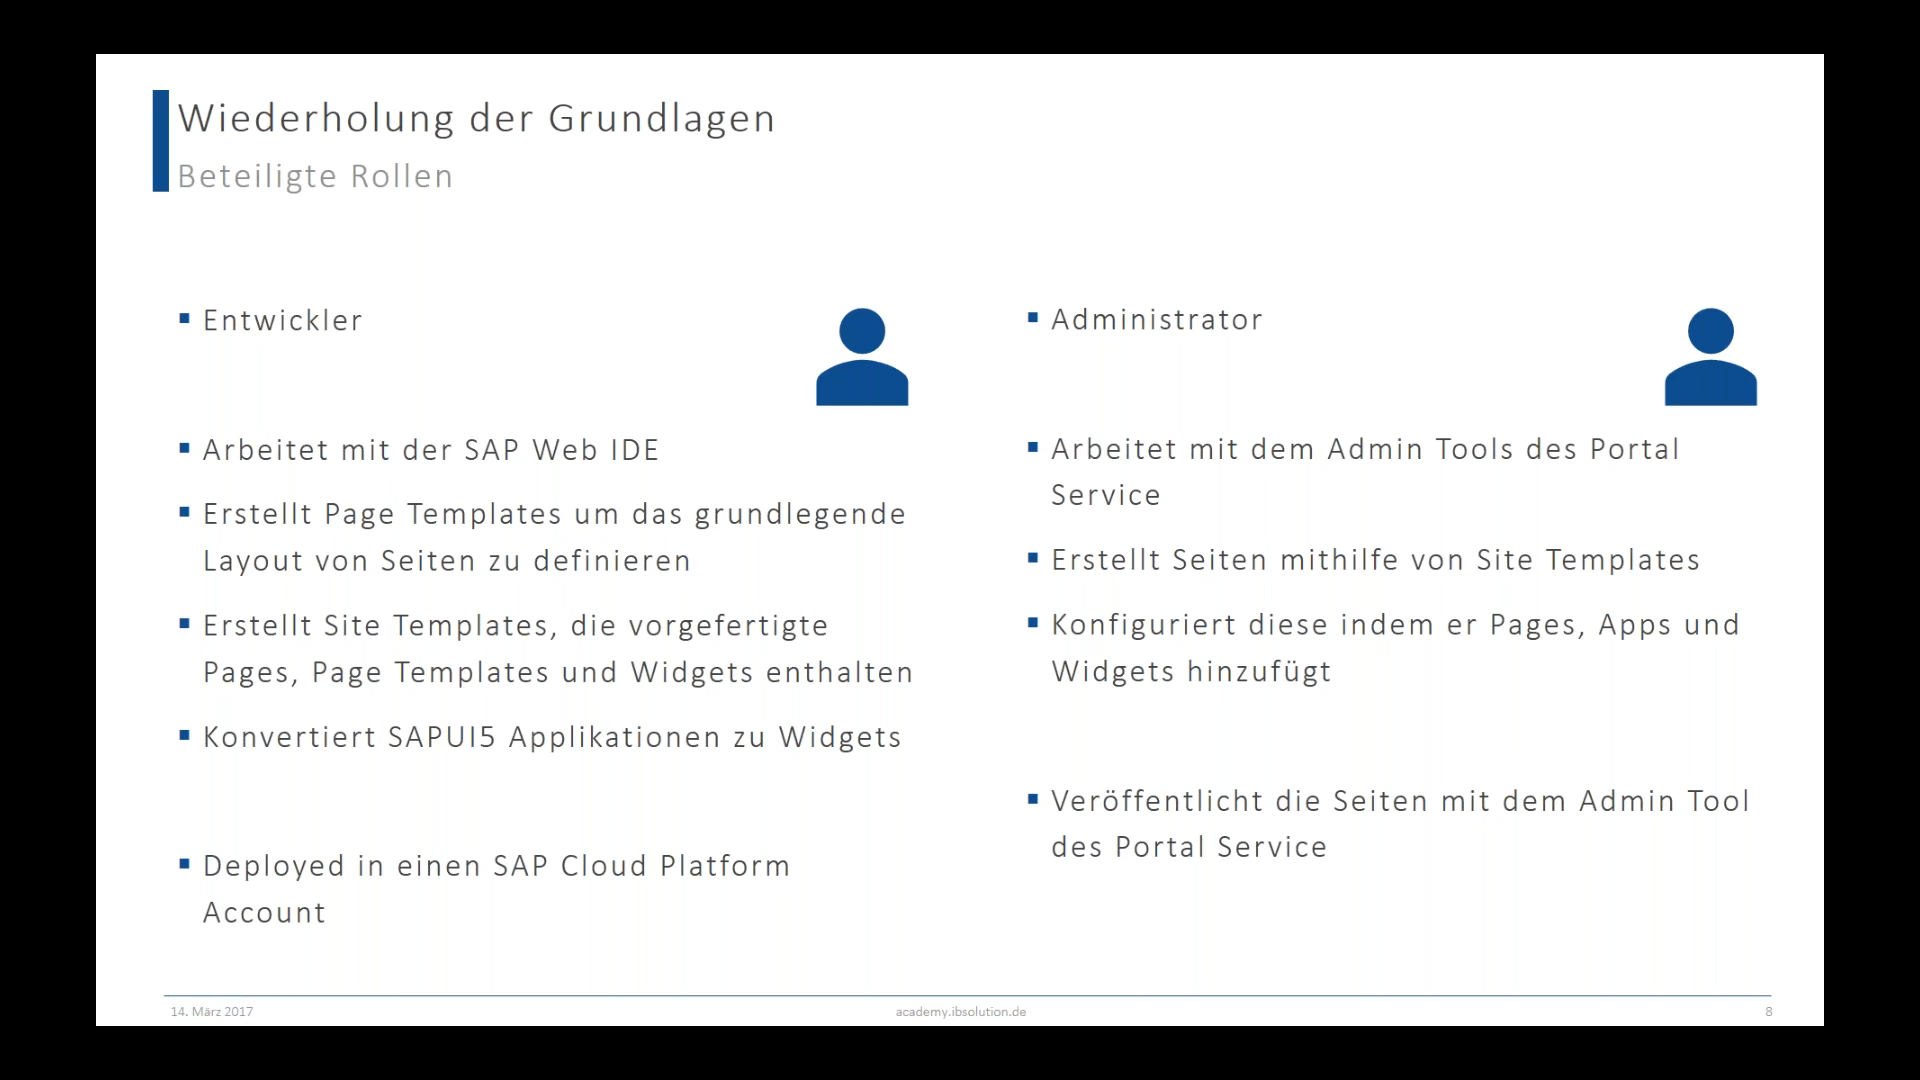 Wiederholung der Grundlagen
Beteiligte Rollen
Entwickler
Arbeitet mit der SAP Web IDE
Erstellt Page Templates um das grundlegende
Layout von Seiten zu definieren
Erstellt Site Templates, die vorgefertigte
Pages, Page Templates und Widgets enthalten
Konvertiert SAPUI5 Applikationen zu Widgets
Deployed in einen SAP Cloud Platform
Account
Administrator
Arbeitet mit dem Admin Tools des Portal
Service
Erstellt Seiten mithilfe von Site Templates
Konfiguriert diese indem er Pages, Apps und
Widgets hinzufügt
Veröffentlicht die Seiten mit dem Admin Tool
des Portal Service
14. März 2017
academy.ibsolution.de
8